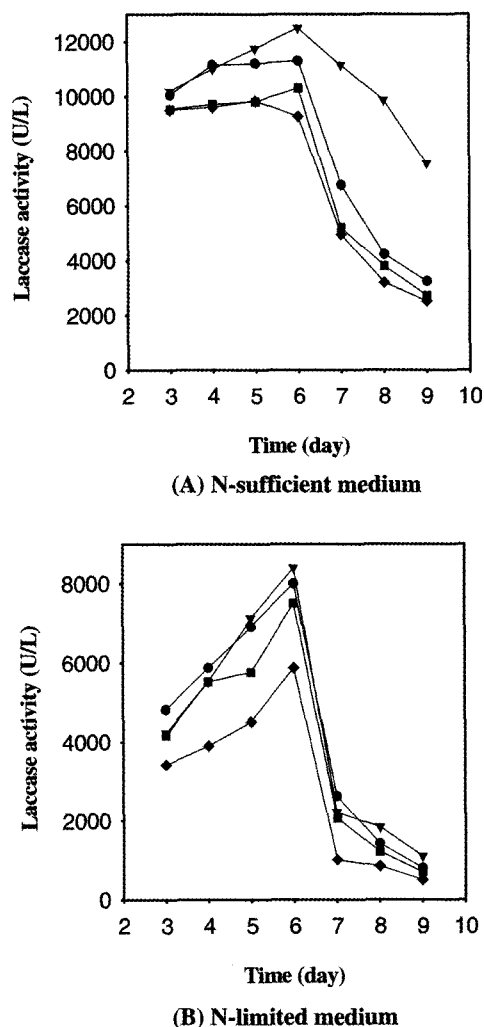 Laccase activity (U/L)
12000
10000
8000
6000
4000
2000
0
2 3 4 5 6 7 8 9 10
Time (day)
(A) N-sufficient medium
Laccase activity (U/L)
8000
6000
4000
2000
0
2 3 4 5 6 7 8 9 10
Time (day)
(B) N-limited medium